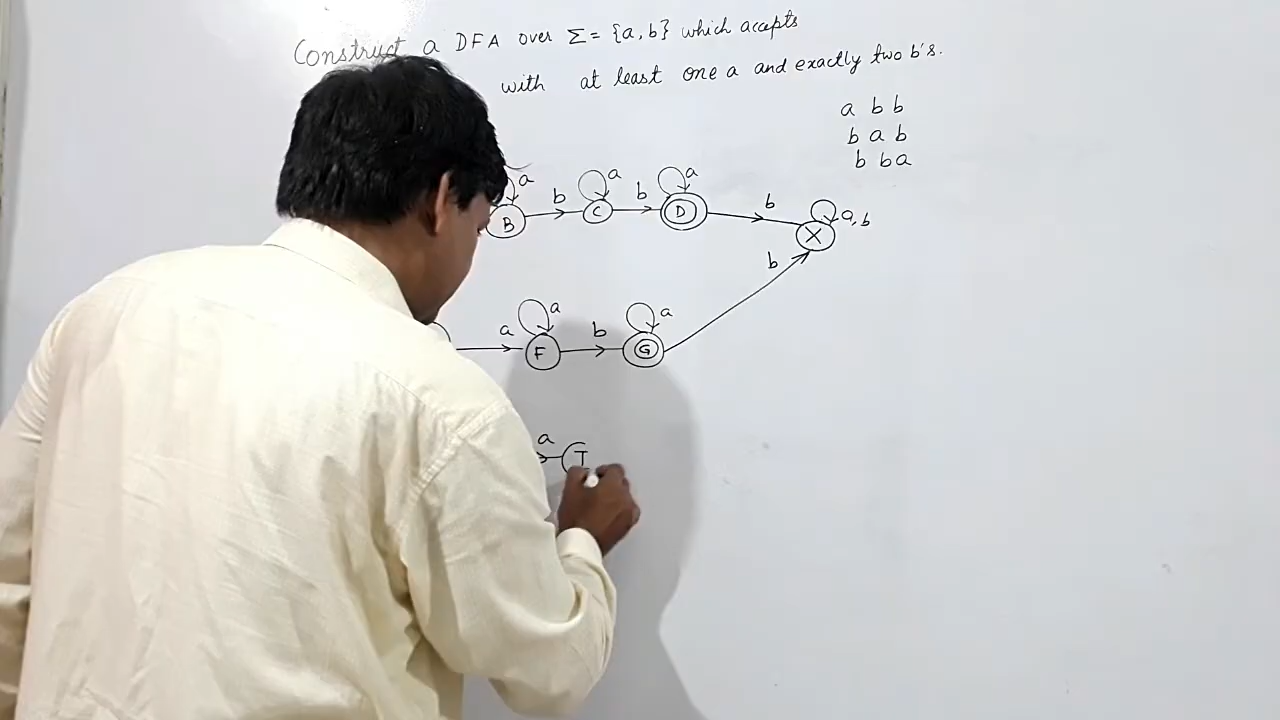 Construct a DFA over Σ = {a, b} which accepts
with at least one a and exactly two b's.
a b b
b a b
b b a
a a a
b b b
B C D X a, b
b
a a
a b
F G
a
I